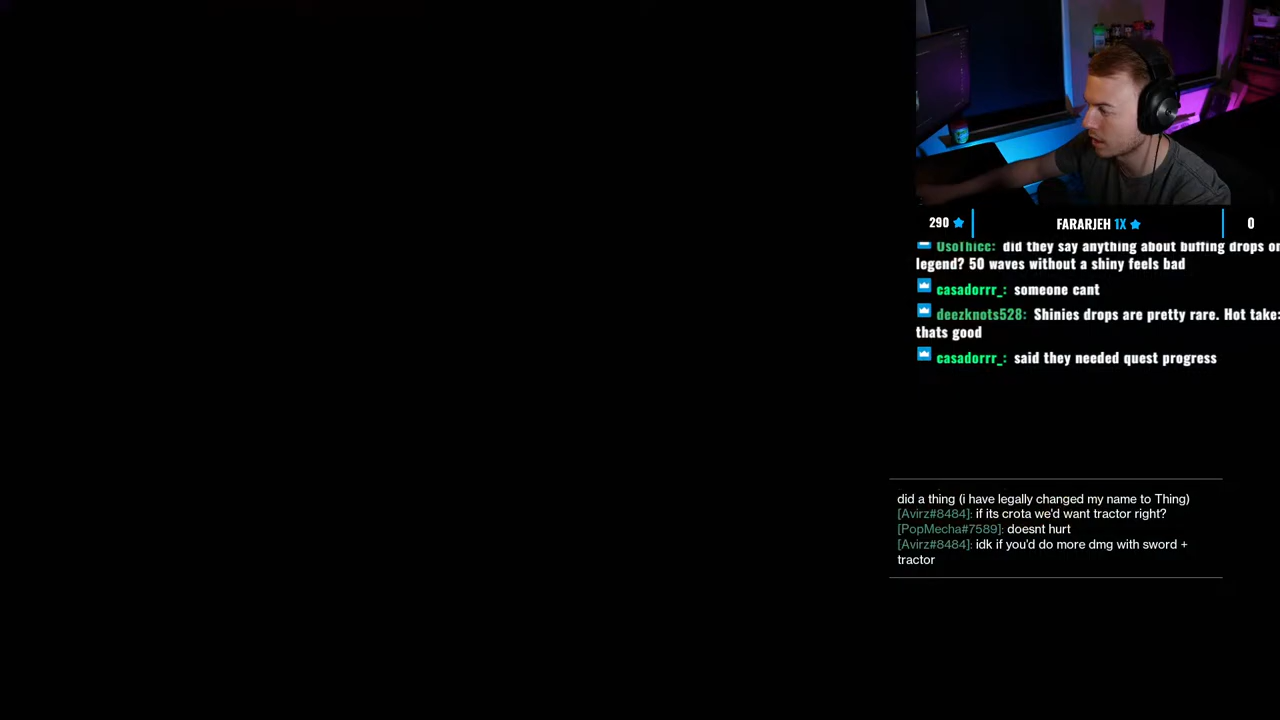 290
FARARJEH 1X
0
UsoThicc: did they say anything about buffing drops on
legend? 50 waves without a shiny feels bad
casadorrr_: someone cant
deezknots528: Shinies drops are pretty rare. Hot take:
thats good
casadorrr_: said they needed quest progress
did a thing (i have legally changed my name to Thing)
[Avirz#8484]: if its crota we'd want tractor right?
[PopMecha#7589]: doesnt hurt
[Avirz#8484]: idk if you'd do more dmg with sword +
tractor